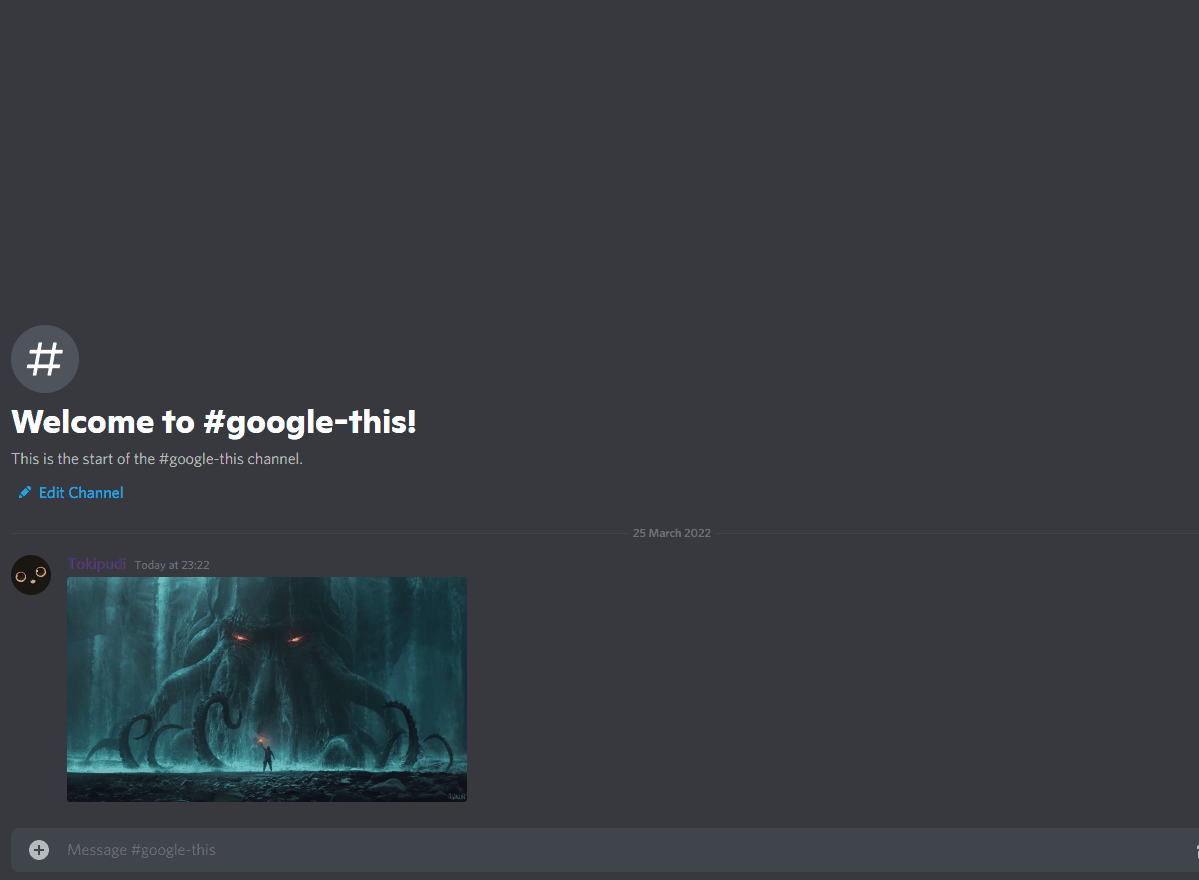 #
Welcome to #google-this!
This is the start of the #google-this channel.
Edit Channel
25 March 2022
Tokipudi Today at 23:22
Message #google-this